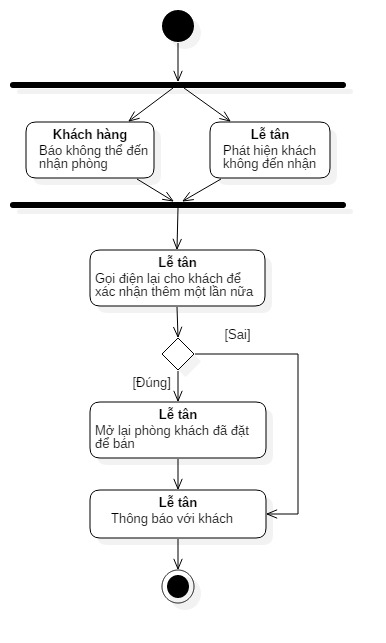 Khách hàng
Báo không thể đến
nhận phòng
Lễ tân
Phát hiện khách
không đến nhận
Lễ tân
Gọi điện lại cho khách để
xác nhận thêm một lần nữa
[Sai]
[Đúng]
Lễ tân
Mở lại phòng khách đã đặt
để bán
Lễ tân
Thông báo với khách